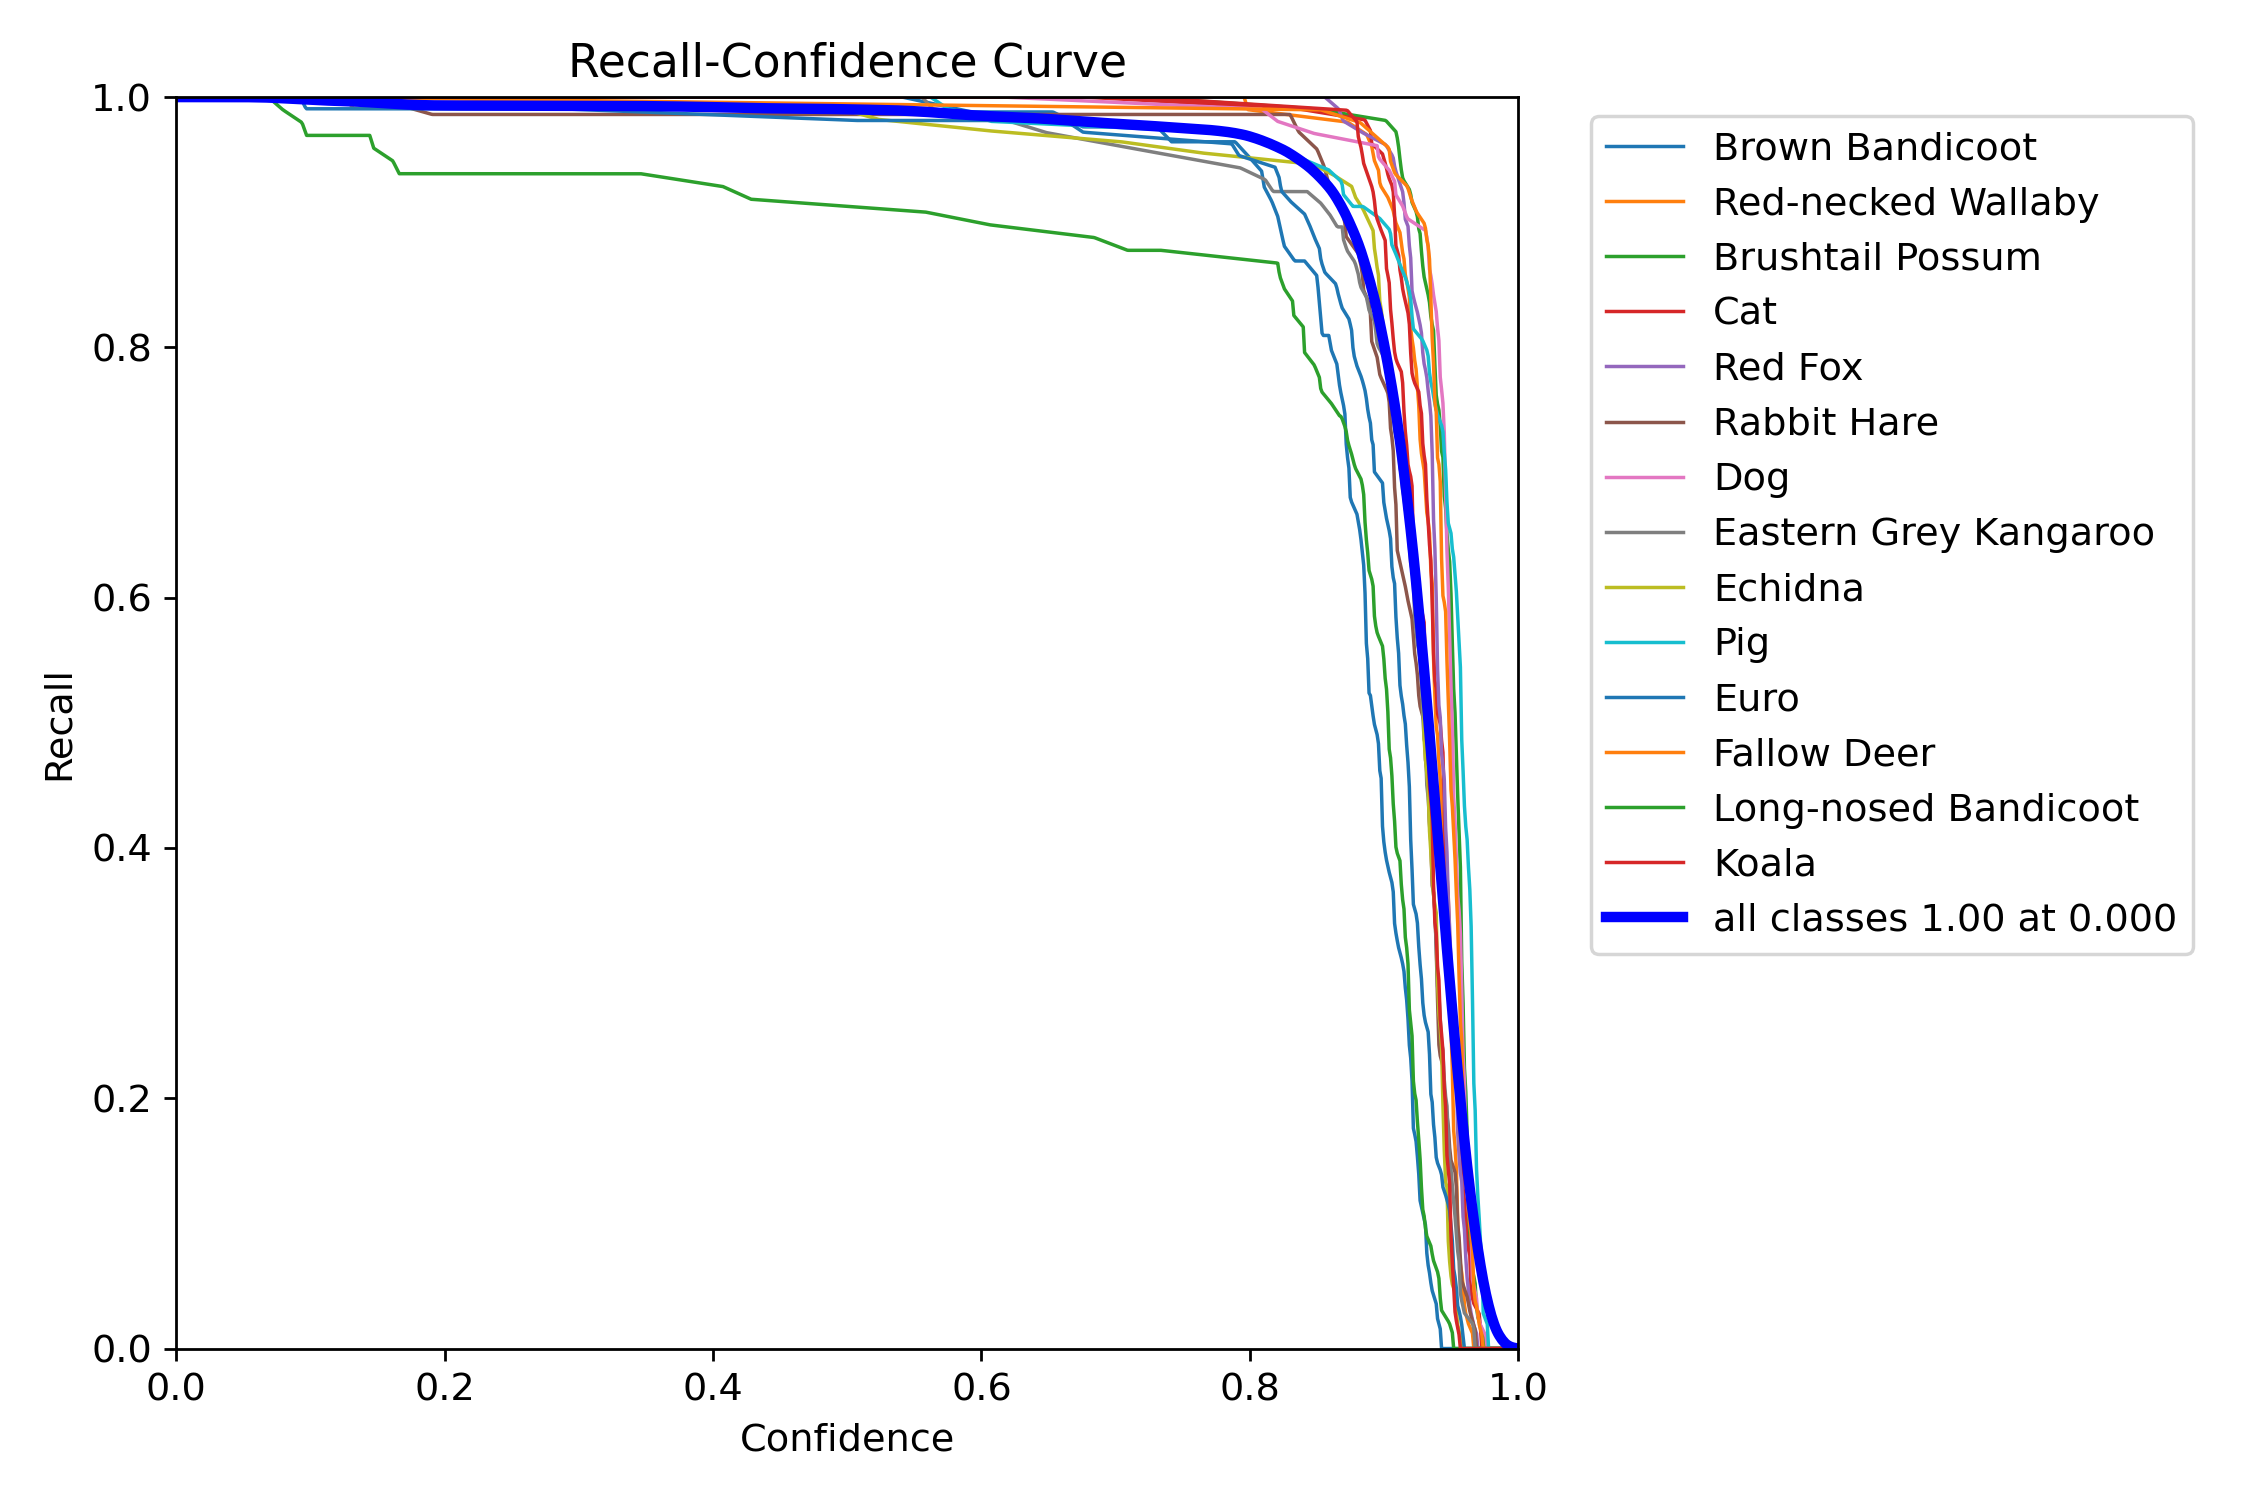 Recall-Confidence Curve
1.0
0.8
0.6
0.4
0.2
0.0
Recall
0.0 0.2 0.4 0.6 0.8 1.0
Confidence
Brown Bandicoot
Red-necked Wallaby
Brushtail Possum
Cat
Red Fox
Rabbit Hare
Dog
Eastern Grey Kangaroo
Echidna
Pig
Euro
Fallow Deer
Long-nosed Bandicoot
Koala
all classes 1.00 at 0.000